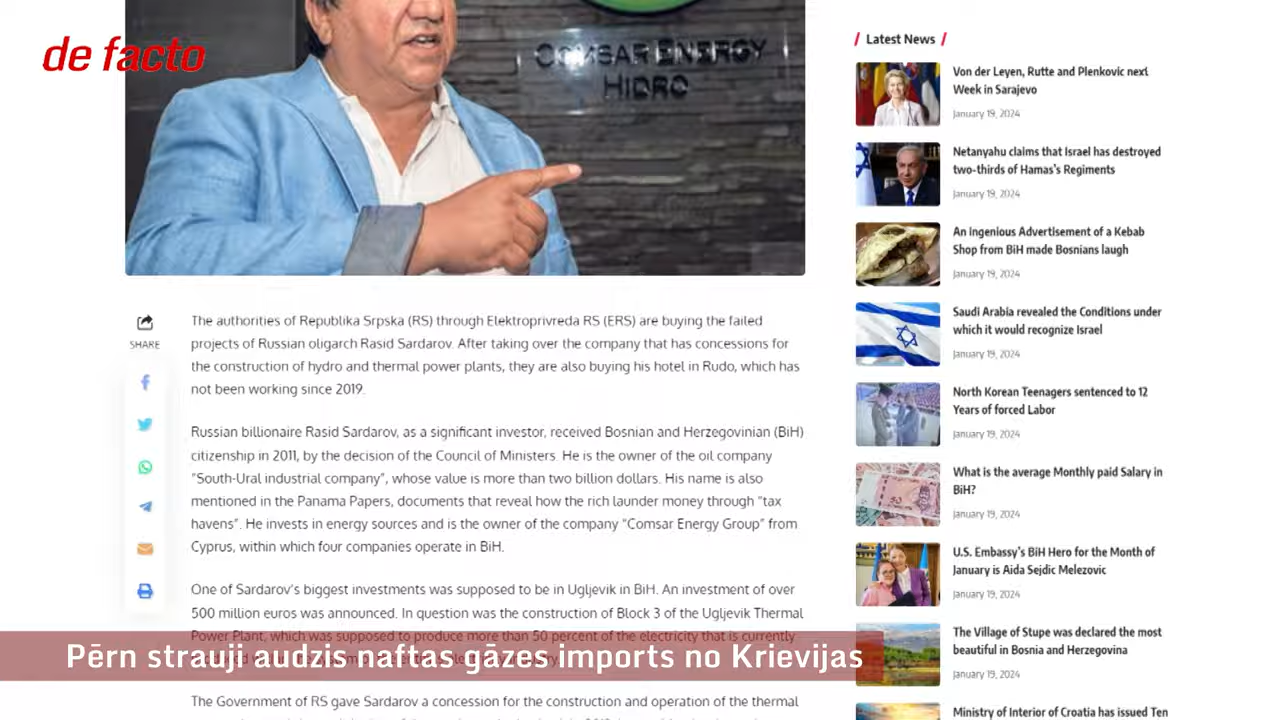 de facto
COMSAR ENERGY
HIDRO
SHARE
The authorities of Republika Srpska (RS) through Elektroprivreda RS (ERS) are buying the failed
projects of Russian oligarch Rasid Sardarov. After taking over the company that has concessions for
the construction of hydro and thermal power plants, they are also buying his hotel in Rudo, which has
not been working since 2019.
Russian billionaire Rasid Sardarov, as a significant investor, received Bosnian and Herzegovinian (BiH)
citizenship in 2011, by the decision of the Council of Ministers. He is the owner of the oil company
"South-Ural industrial company", whose value is more than two billion dollars. His name is also
mentioned in the Panama Papers, documents that reveal how the rich launder money through "tax
havens". He invests in energy sources and is the owner of the company "Comsar Energy Group" from
Cyprus, within which four companies operate in BiH.
One of Sardarov's biggest investments was supposed to be in Ugljevik in BiH. An investment of over
500 million euros was announced. In question was the construction of Block 3 of the Ugljevik Thermal
Power Plant, which was supposed to produce more than 50 percent of the electricity that is currently
Pērn strauji audzis naftas gāzes imports no Krievijas
The Government of RS gave Sardarov a concession for the construction and operation of the thermal
Latest News
Von der Leyen, Rutte and Plenkovic next
Week in Sarajevo
January 19, 2024
Netanyahu claims that Israel has destroyed
two-thirds of Hamas's Regiments
January 19, 2024
An ingenious Advertisement of a Kebab
Shop from BiH made Bosnians laugh
January 19, 2024
Saudi Arabia revealed the Conditions under
which it would recognize Israel
January 19, 2024
North Korean Teenagers sentenced to 12
Years of forced Labor
January 19, 2024
What is the average Monthly paid Salary in
BiH?
January 19, 2024
U.S. Embassy's BiH Hero for the Month of
January is Aida Sejdic Melezovic
January 19, 2024
The Village of Stupe was declared the most
beautiful in Bosnia and Herzegovina
January 19, 2024
Ministry of Interior of Croatia has issued Ten